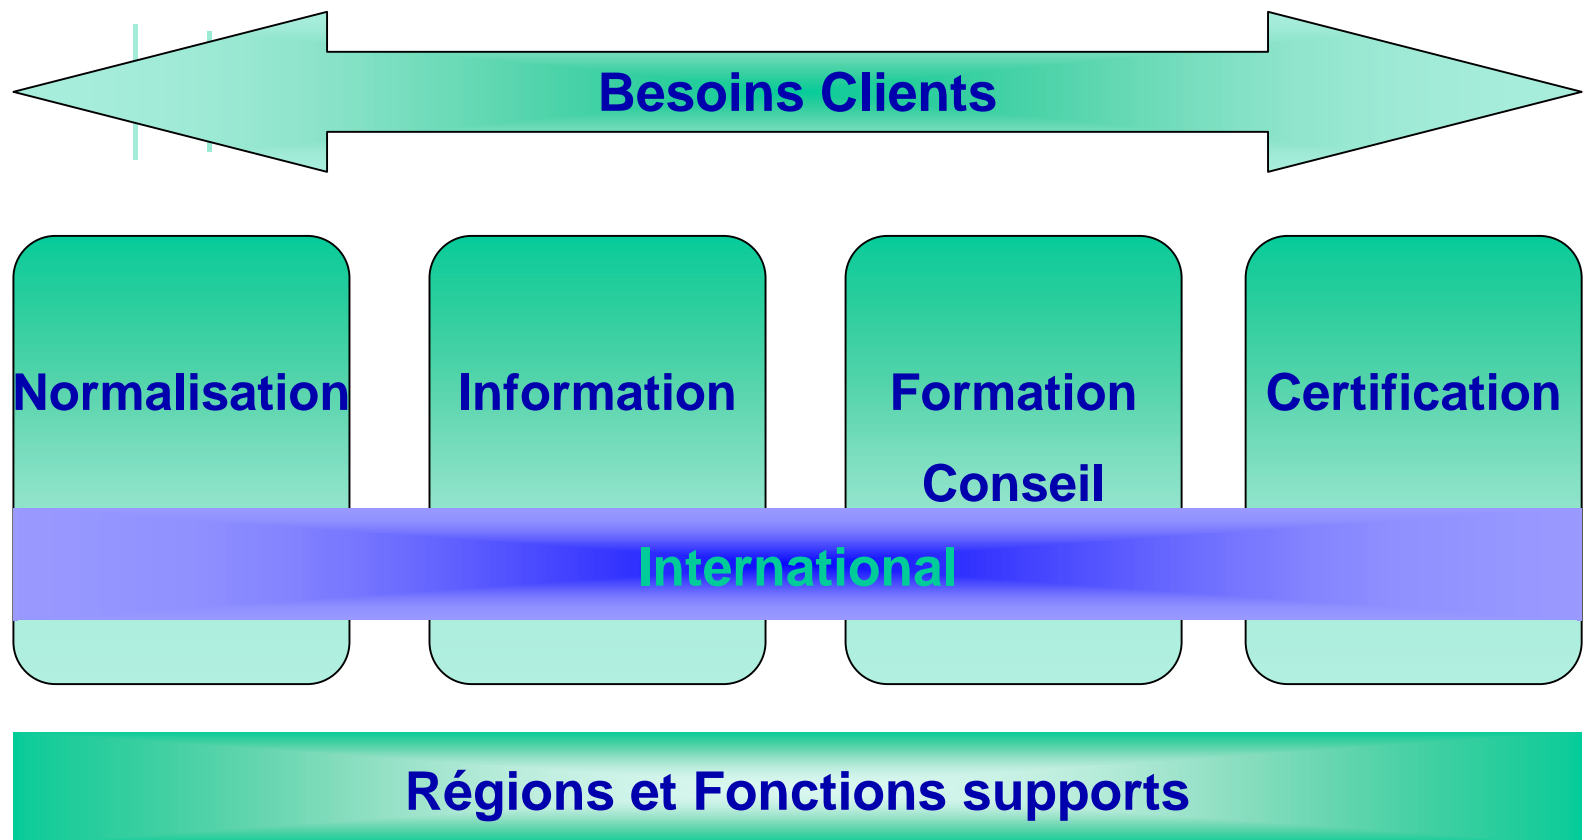 Besoins Clients
Normalisation
Information
Formation
Conseil
Certification
International
Régions et Fonctions supports